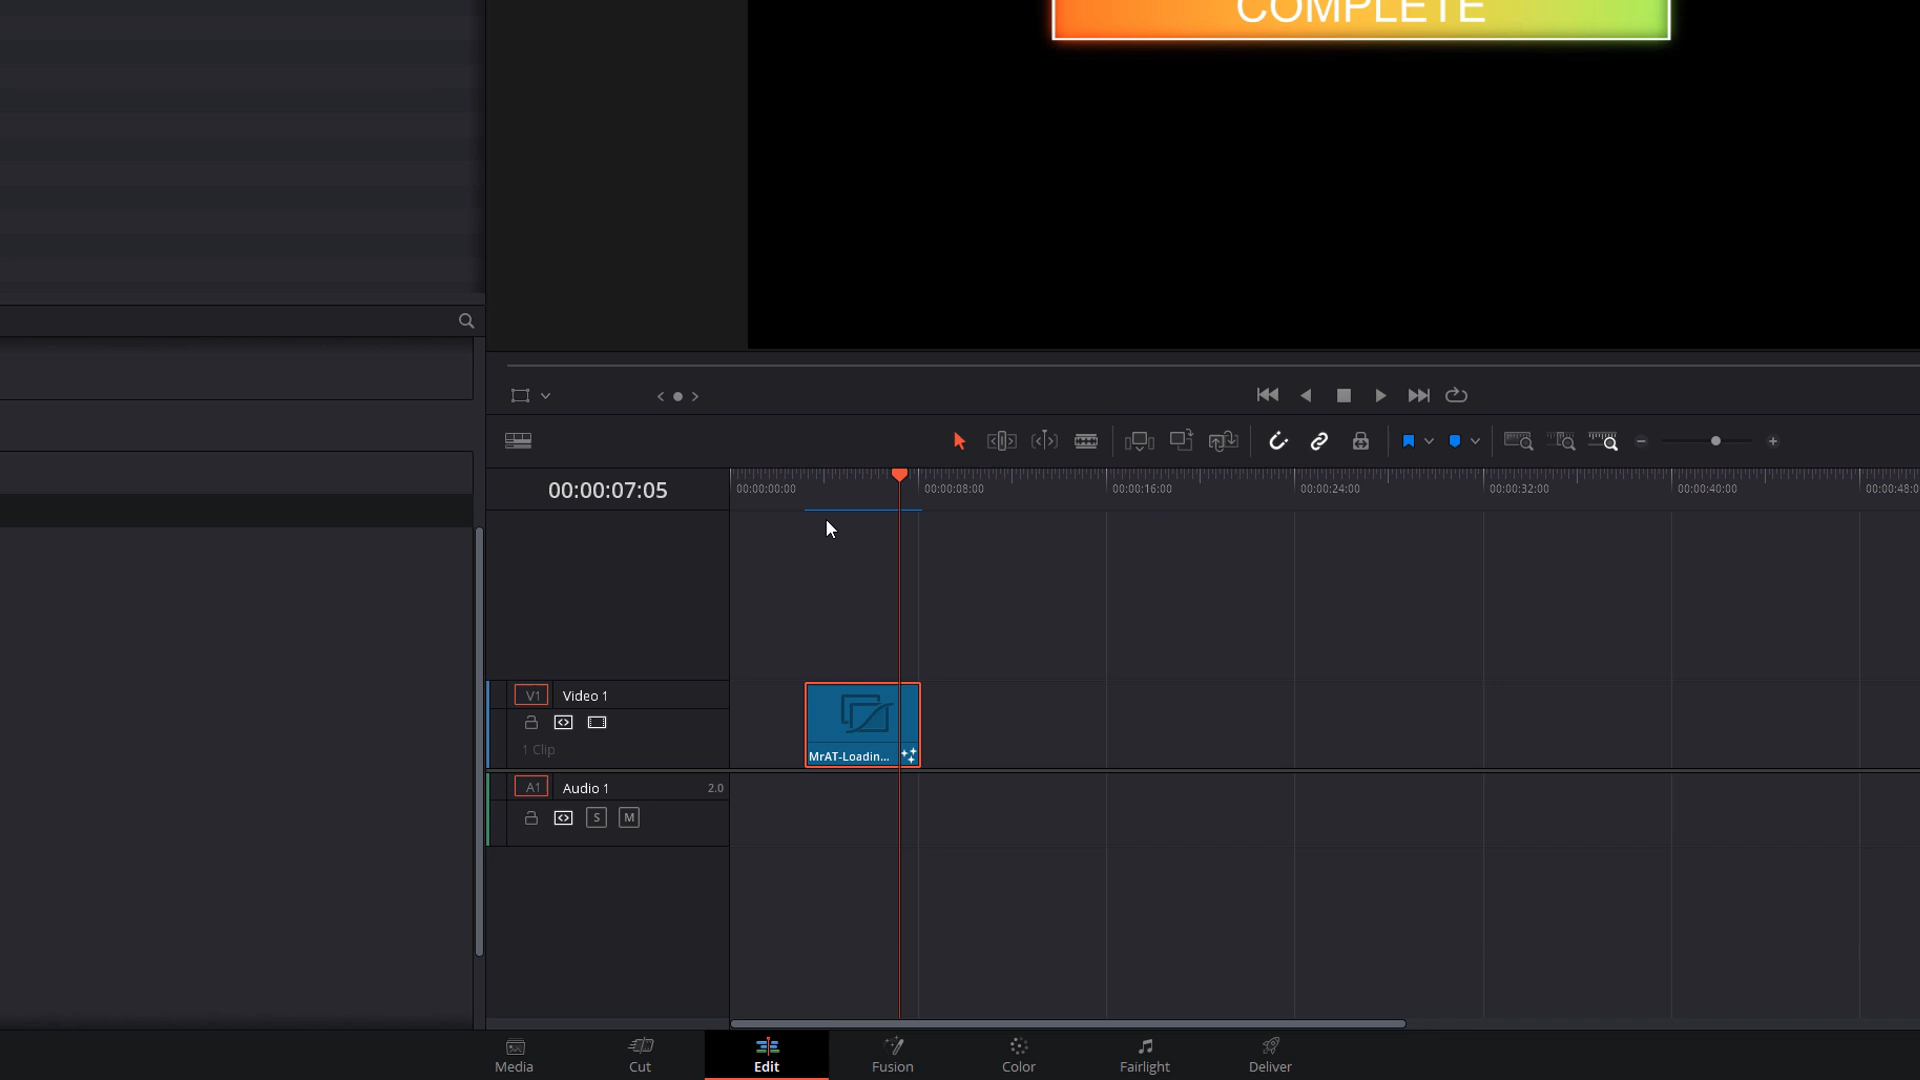 COMPLETE
00:00:07:05
00:00:00:00
00:00:08:00
00:00:16:00
00:00:24:00
00:00:32:00
00:00:40:00
00:00:48:0
V1 Video 1
1 Clip
MrAT-Loadin...
A1 Audio 1 2.0
S M
Media Cut Edit Fusion Color Fairlight Deliver